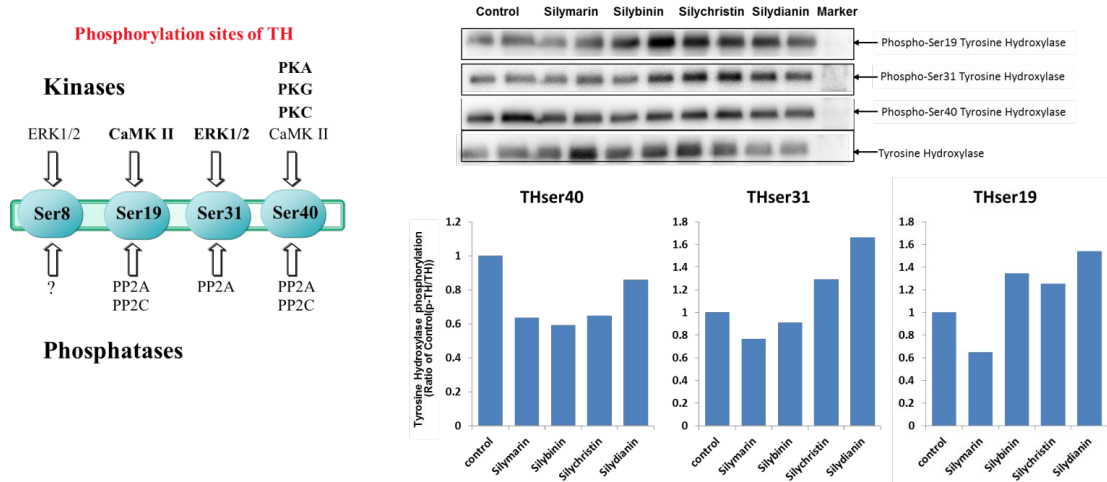 Phosphorylation sites of TH
Kinases
PKA
PKG
PKC
ERK1/2
CaMK II
ERK1/2
CaMK II
Ser8
Ser19
Ser31
Ser40
?
PP2A
PP2C
PP2A
PP2A
PP2C
Phosphatases
Control Silymarin Silybinin Silychristin Silydianin Marker
Phospho-Ser19 Tyrosine Hydroxylase
Phospho-Ser31 Tyrosine Hydroxylase
Phospho-Ser40 Tyrosine Hydroxylase
Tyrosine Hydroxylase
Tyrosine Hydroxylase phosphorylation
(Ratio of Control(p-TH/TH))
THser40
1.2
1
0.8
0.6
0.4
0.2
0
control
Silymarin
Silybinin
Silychristin
Silydianin
THser31
1.8
1.6
1.4
1.2
1
0.8
0.6
0.4
0.2
0
control
Silymarin
Silybinin
Silychristin
Silydianin
THser19
1.8
1.6
1.4
1.2
1
0.8
0.6
0.4
0.2
0
control
Silymarin
Silybinin
Silychristin
Silydianin